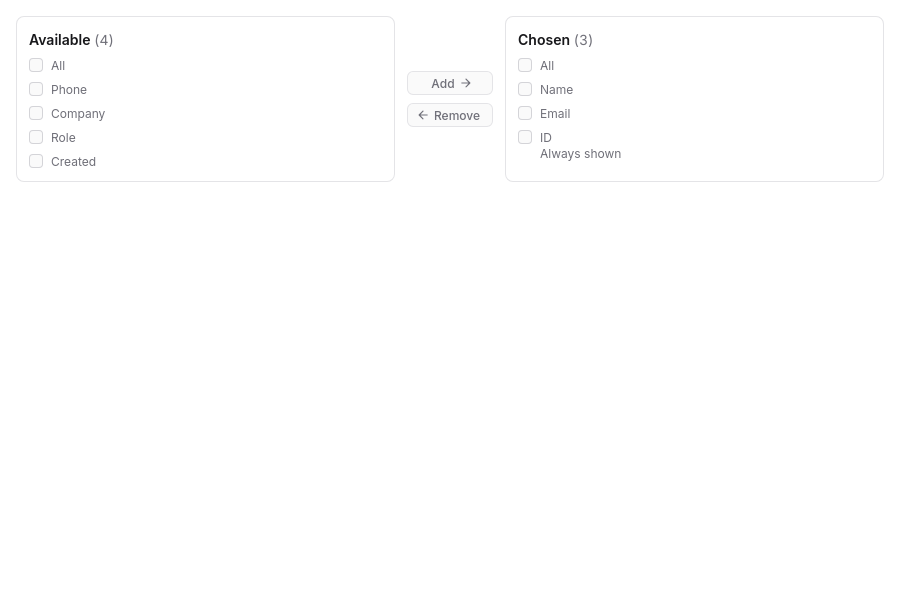 Available (4)
All
Phone
Company
Role
Created
Add →
← Remove
Chosen (3)
All
Name
Email
ID
Always shown